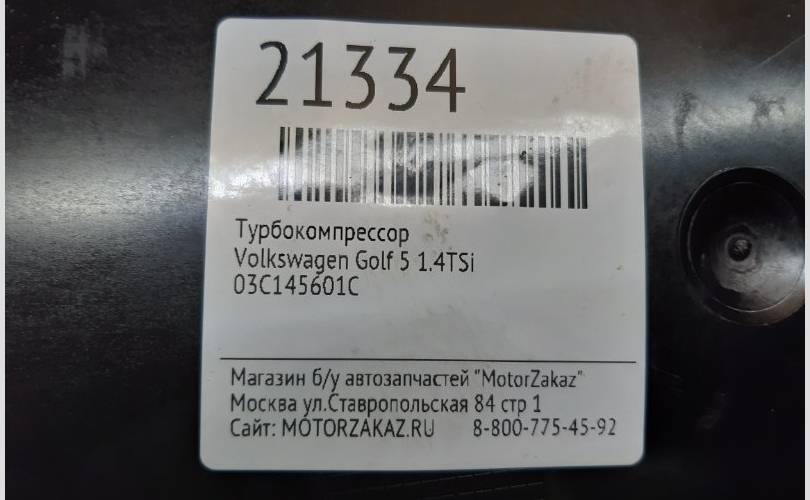 21334
Турбокомпрессор
Volkswagen Golf 5 1.4TSi
03C145601C
Магазин б/у автозапчастей "MotorZakaz"
Москва ул.Ставропольская 84 стр 1
Сайт: MOTORZAKAZ.RU 8-800-775-45-92